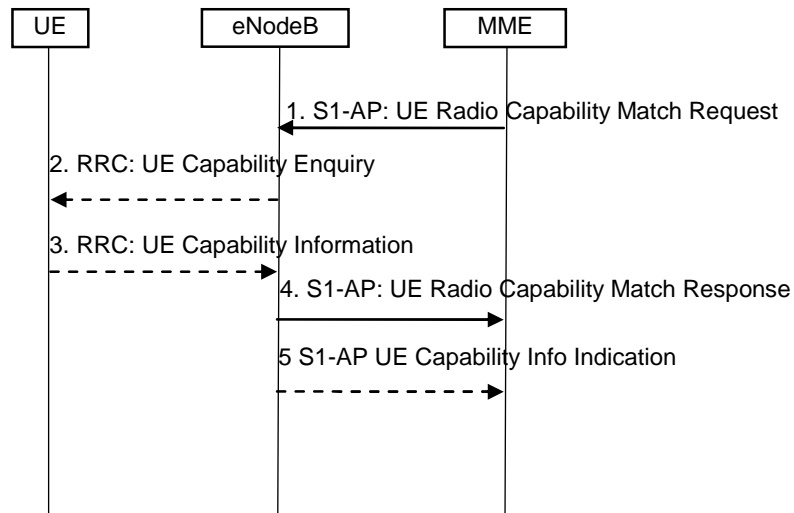 UE
eNodeB
MME
1. S1-AP: UE Radio Capability Match Request
2. RRC: UE Capability Enquiry
3. RRC: UE Capability Information
4. S1-AP: UE Radio Capability Match Response
5 S1-AP UE Capability Info Indication